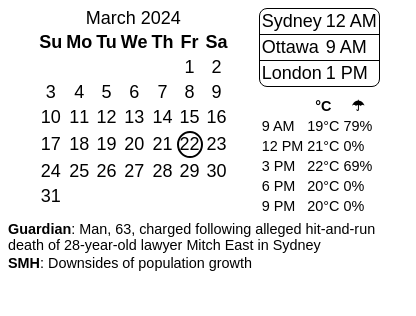 March 2024
Su Mo Tu We Th Fr Sa
1 2
3 4 5 6 7 8 9
10 11 12 13 14 15 16
17 18 19 20 21 22 23
24 25 26 27 28 29 30
31
Sydney 12 AM
Ottawa 9 AM
London 1 PM
°C ☂
9 AM 19°C 79%
12 PM 21°C 0%
3 PM 22°C 69%
6 PM 20°C 0%
9 PM 20°C 0%
Guardian: Man, 63, charged following alleged hit-and-run
death of 28-year-old lawyer Mitch East in Sydney
SMH: Downsides of population growth